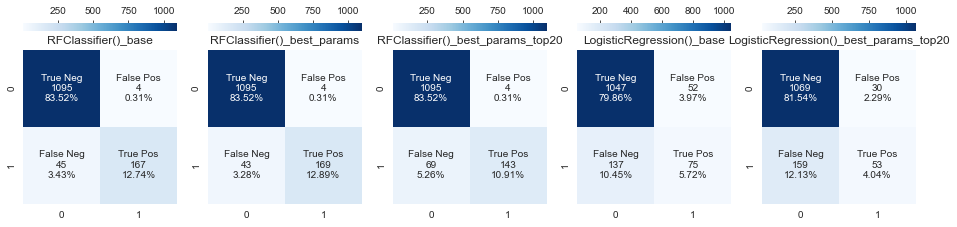 250 500 750 1000
RFClassifier()_base
0
True Neg
1095
83.52%
False Pos
4
0.31%
1
False Neg
45
3.43%
True Pos
167
12.74%
0 1
250 500 750 1000
RFClassifier()_best_params
0
True Neg
1095
83.52%
False Pos
4
0.31%
1
False Neg
43
3.28%
True Pos
169
12.89%
0 1
250 500 750 1000
RFClassifier()_best_params_top20
0
True Neg
1095
83.52%
False Pos
4
0.31%
1
False Neg
69
5.26%
True Pos
143
10.91%
0 1
200 400 600 800 1000
LogisticRegression()_base
0
True Neg
1047
79.86%
False Pos
52
3.97%
1
False Neg
137
10.45%
True Pos
75
5.72%
0 1
250 500 750 1000
LogisticRegression()_best_params_top20
0
True Neg
1069
81.54%
False Pos
30
2.29%
1
False Neg
159
12.13%
True Pos
53
4.04%
0 1